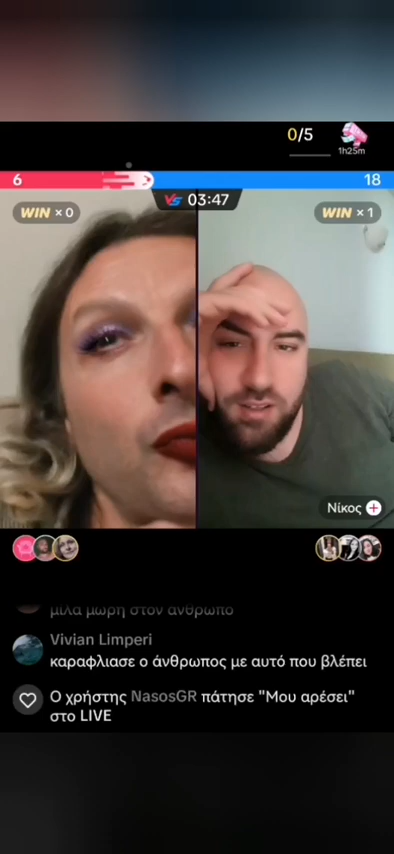 0/5
1h25m
6
18
VS 03:47
WIN × 0
WIN × 1
Νίκος
μιλα μωρη στον ανθρωπο
Vivian Limperi
καραφλιασε ο άνθρωπος με αυτό που βλέπει
Ο χρήστης NasosGR πάτησε "Μου αρέσει"
στο LIVE